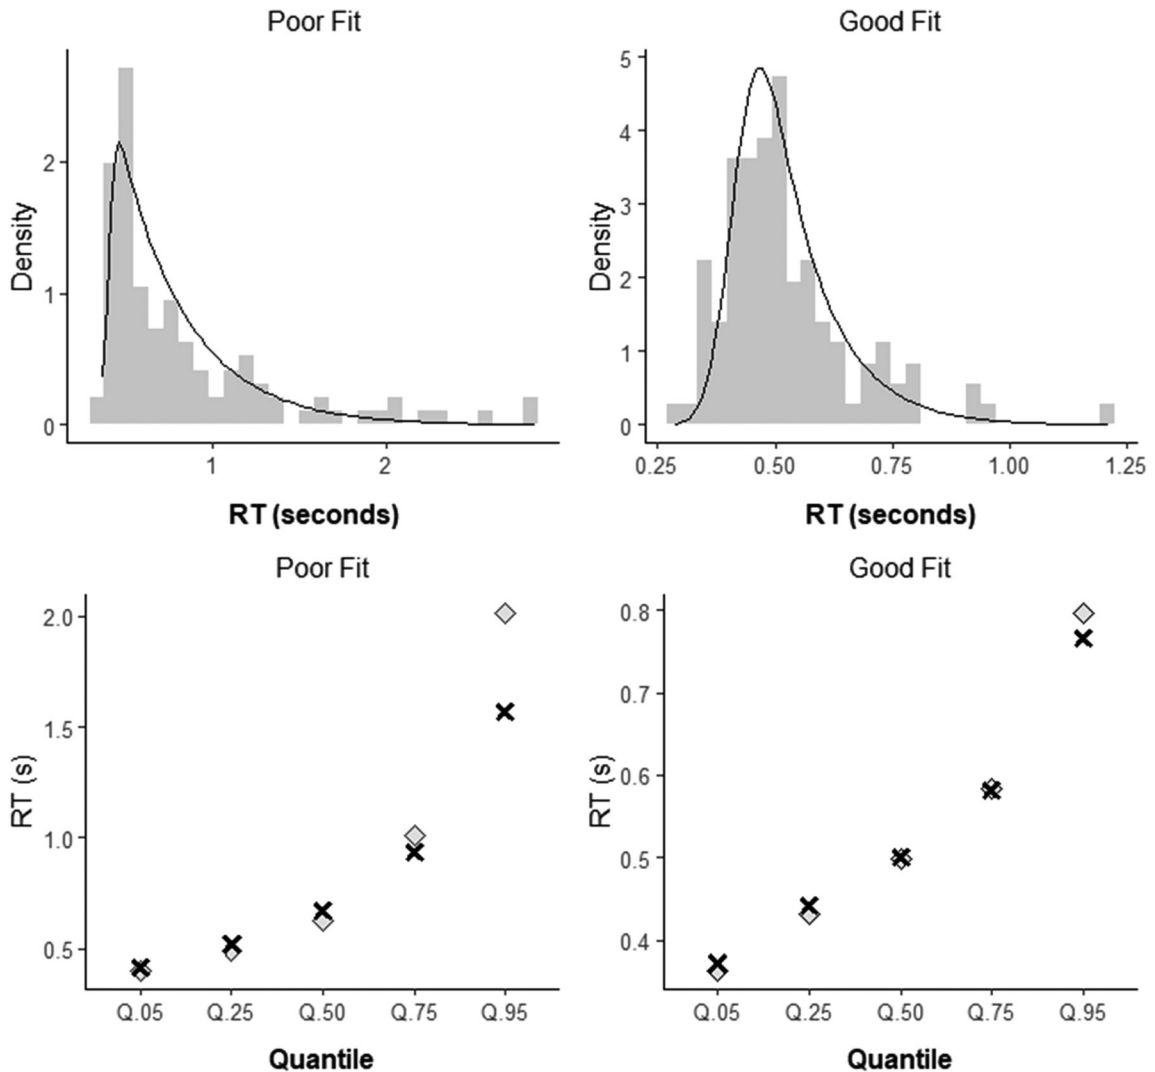 Poor Fit
Density
2
1
0
1 2
RT (seconds)
Good Fit
Density
5
4
3
2
1
0
0.25 0.50 0.75 1.00 1.25
RT (seconds)
Poor Fit
RT (s)
2.0
1.5
1.0
0.5
Q.05 Q.25 Q.50 Q.75 Q.95
Quantile
Good Fit
RT (s)
0.8
0.7
0.6
0.5
0.4
Q.05 Q.25 Q.50 Q.75 Q.95
Quantile